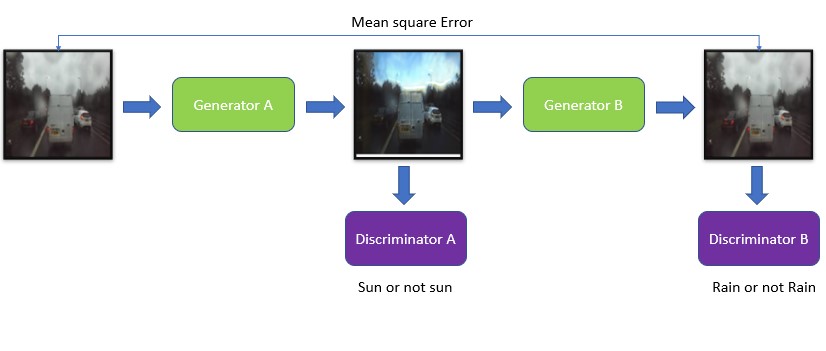 Mean square Error
Generator A
Generator B
Discriminator A
Discriminator B
Sun or not sun
Rain or not Rain